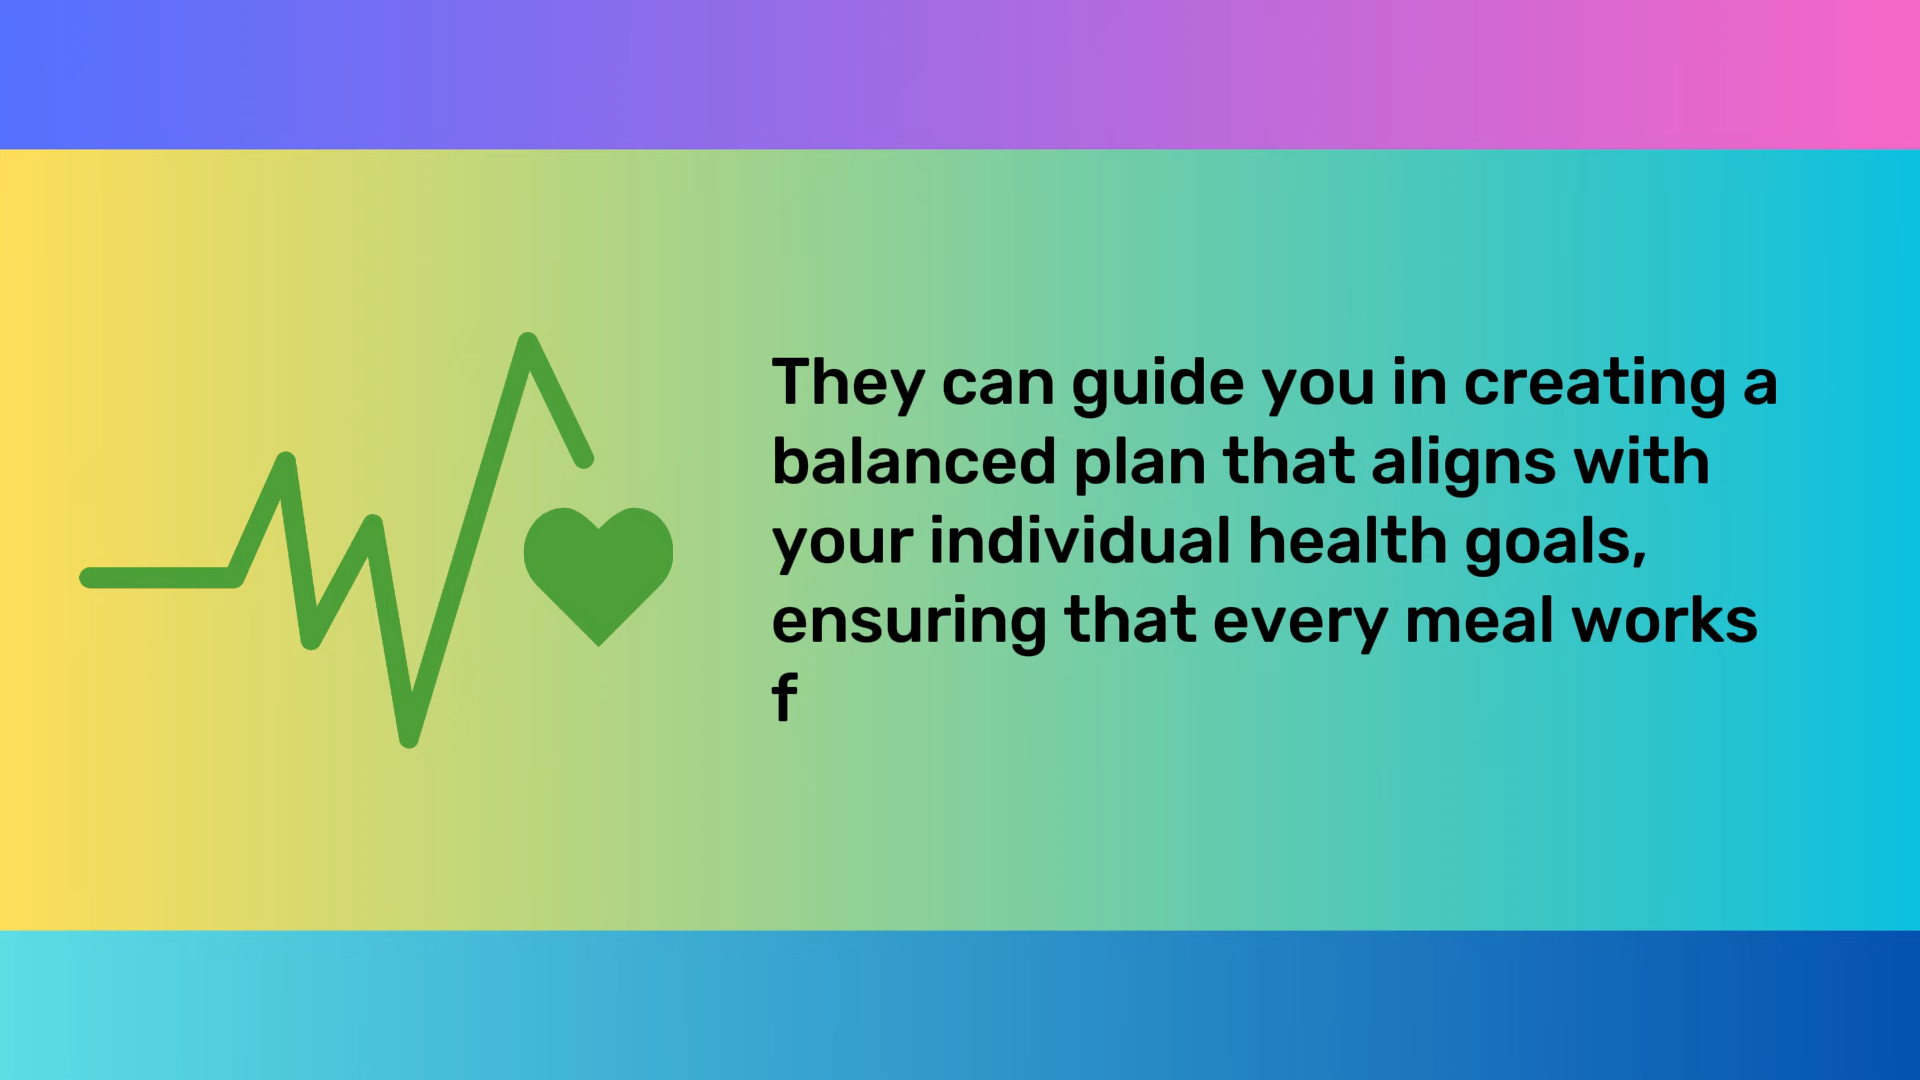 They can guide you in creating a
balanced plan that aligns with
your individual health goals,
ensuring that every meal works
f